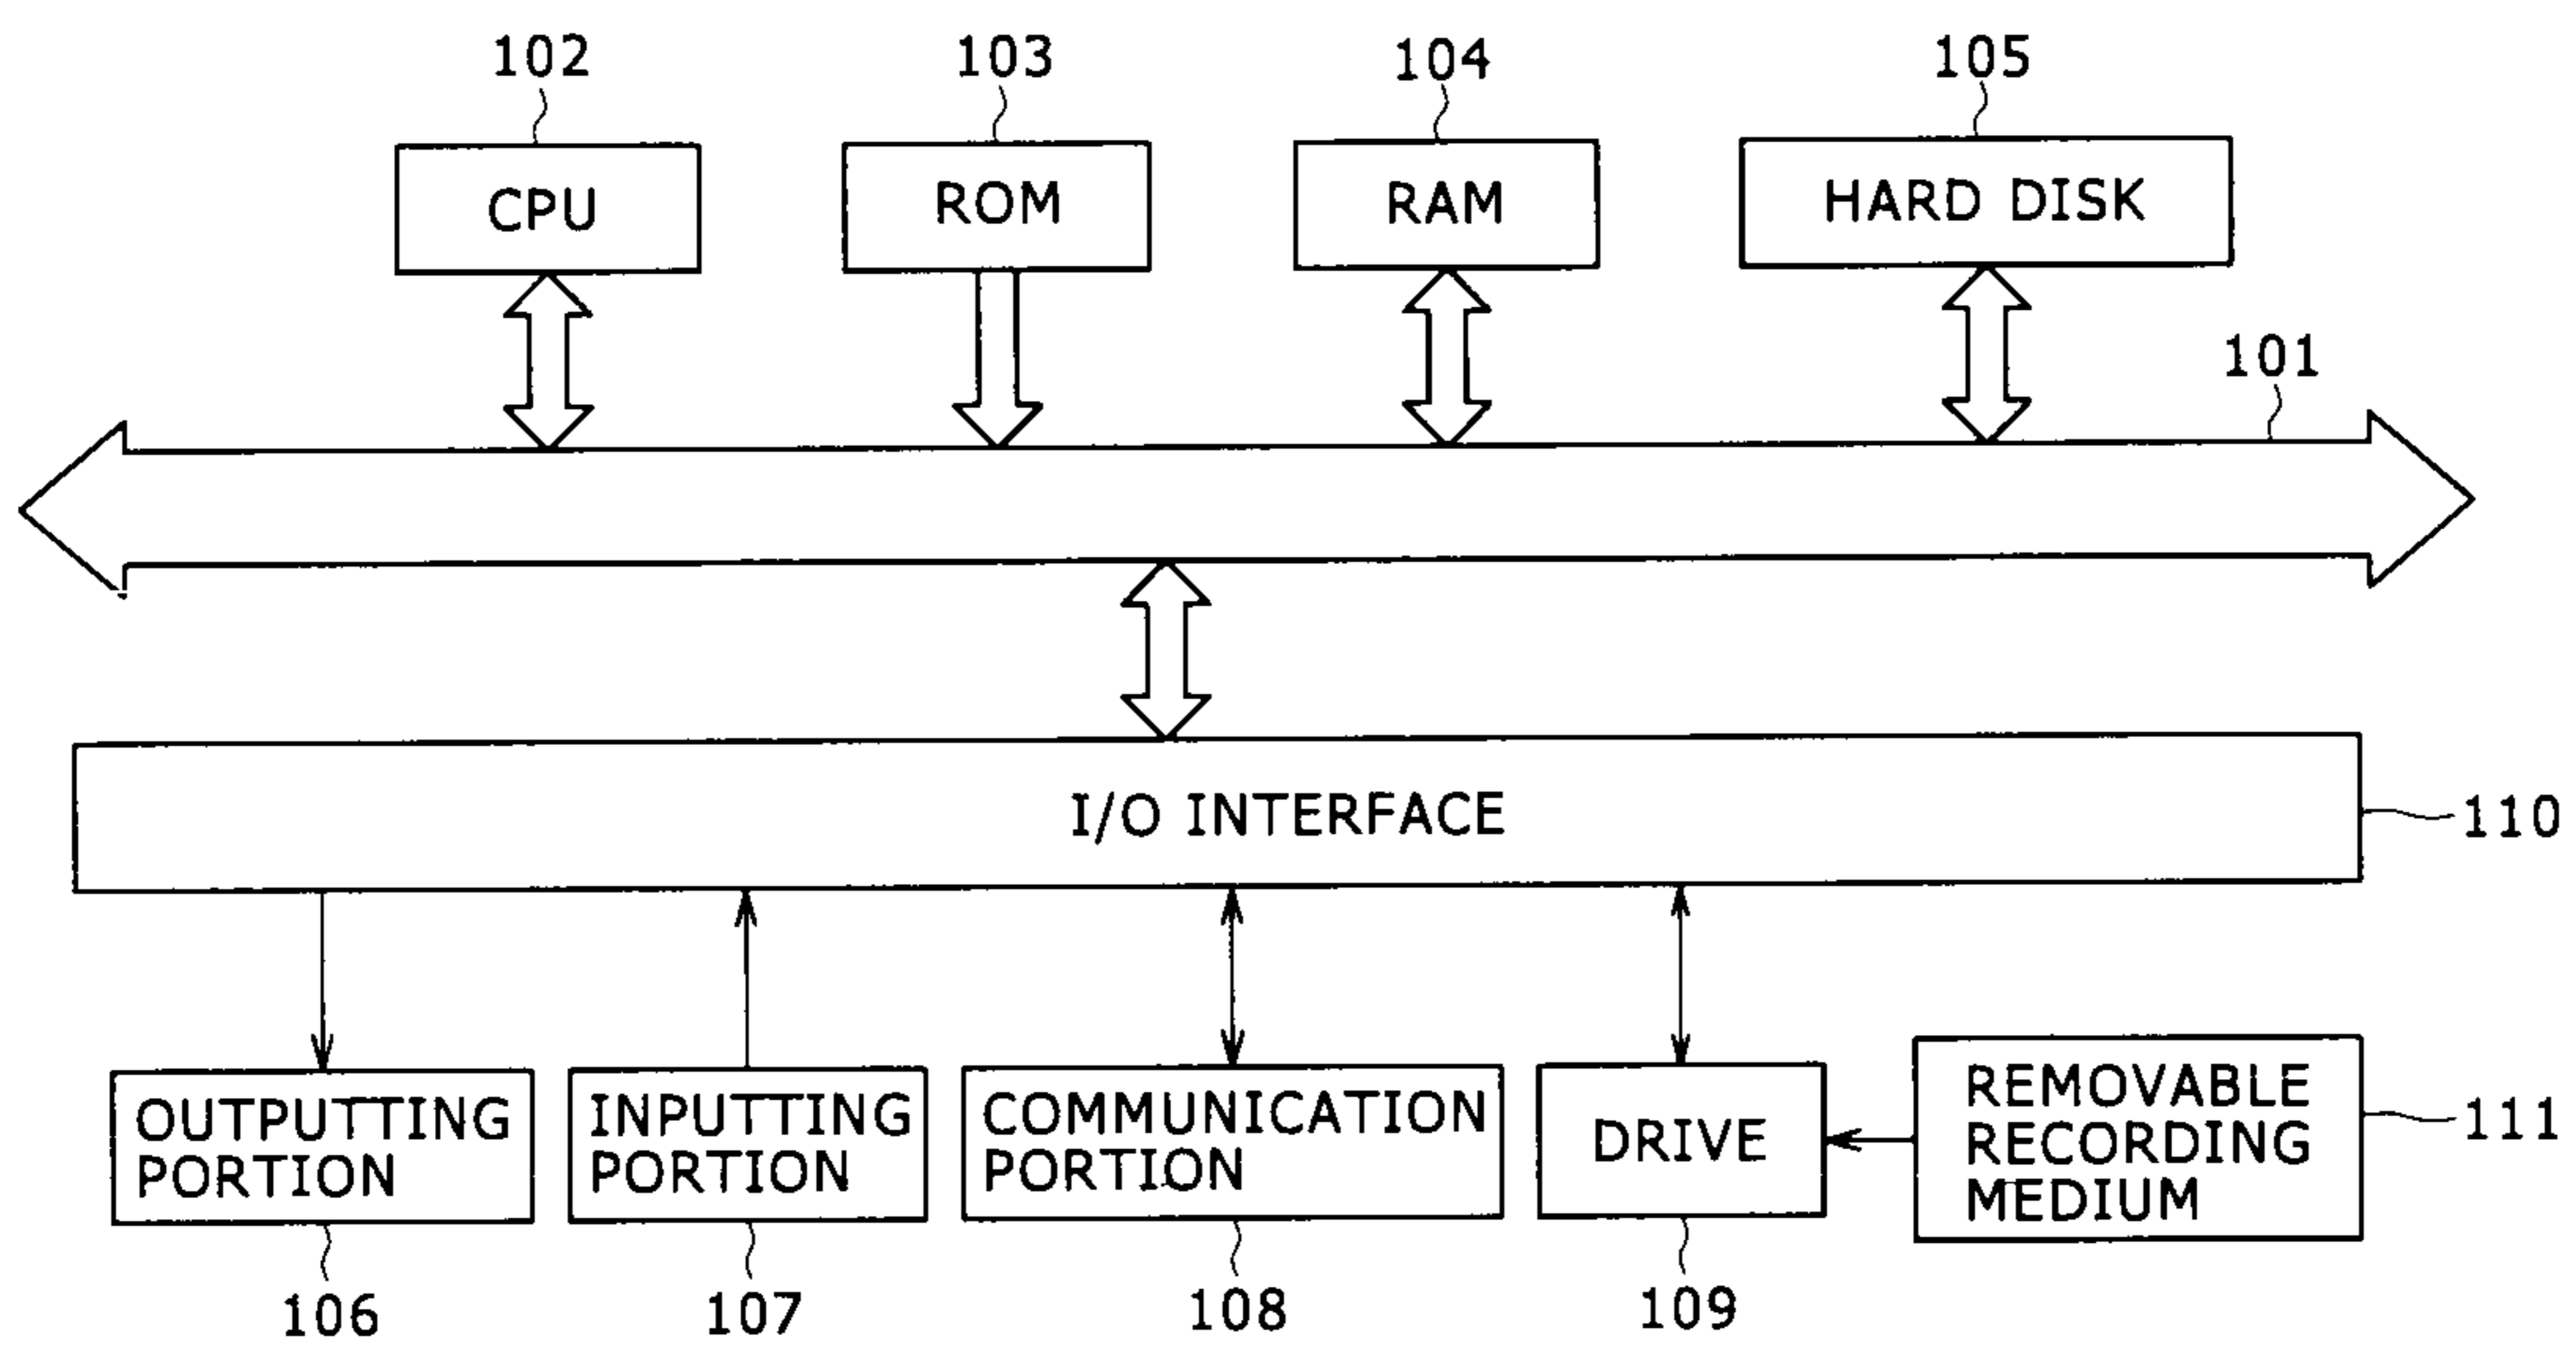 102
103
104
105
CPU
ROM
RAM
HARD DISK
101
I/O INTERFACE
110
OUTPUTTING
PORTION
INPUTTING
PORTION
COMMUNICATION
PORTION
DRIVE
REMOVABLE
RECORDING
MEDIUM
111
106
107
108
109